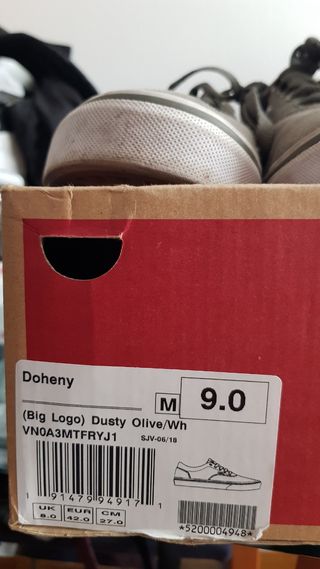 Doheny
M 9.0
(Big Logo) Dusty Olive/Wh
VN0A3MTFRYJ1 SJV-06/18
1 91479 94917 1
*5200004948*
UK EUR CM
8.0 42.0 27.0